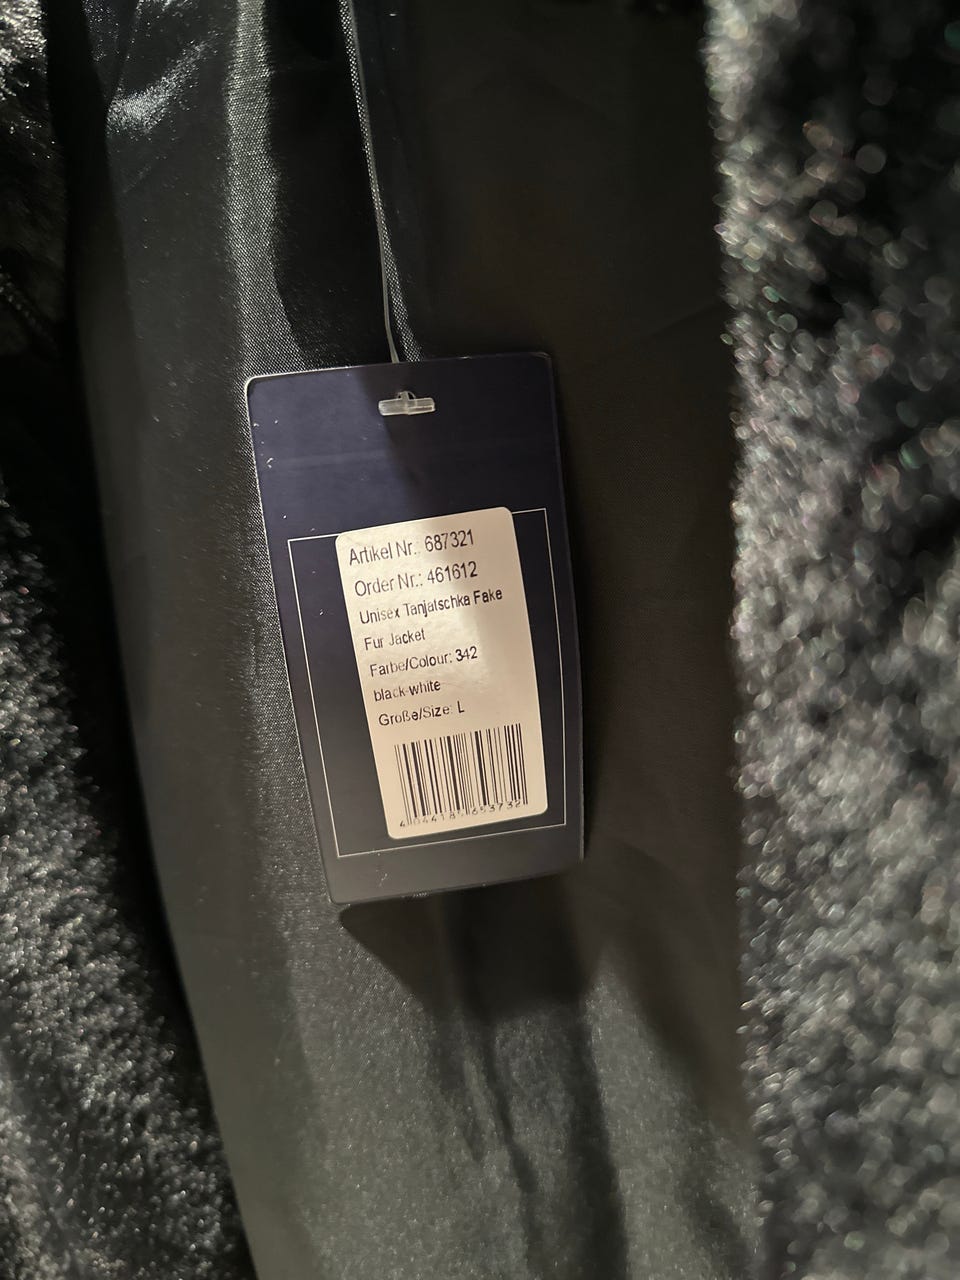 Artikel Nr.: 687321
Order Nr.: 461612
Unisex Tanjatschka Fake
Fur Jacket
Farbe/Colour: 342
black-white
Größe/Size: L